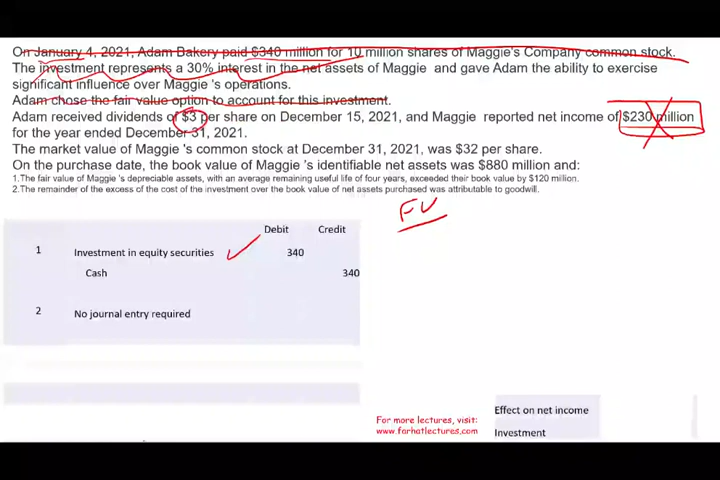 On January 4, 2021, Adam Bakery paid $340 million for 10 million shares of Maggie's Company common stock.
The investment represents a 30% interest in the net assets of Maggie and gave Adam the ability to exercise
significant influence over Maggie 's operations.
Adam chose the fair value option to account for this investment.
Adam received dividends of $3 per share on December 15, 2021, and Maggie reported net income of $230 million
for the year ended December 31, 2021.
The market value of Maggie 's common stock at December 31, 2021, was $32 per share.
On the purchase date, the book value of Maggie 's identifiable net assets was $880 million and:
1.The fair value of Maggie 's depreciable assets, with an average remaining useful life of four years, exceeded their book value by $120 million.
2.The remainder of the excess of the cost of the investment over the book value of net assets purchased was attributable to goodwill.
FV
Debit Credit
1 Investment in equity securities 340
Cash 340
2 No journal entry required
Effect on net income
For more lectures, visit:
www.farhatlectures.com
Investment